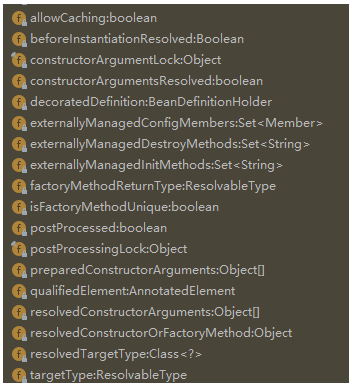 allowCaching:boolean
beforeInstantiationResolved:Boolean
constructorArgumentLock:Object
constructorArgumentsResolved:boolean
decoratedDefinition:BeanDefinitionHolder
externallyManagedConfigMembers:Set<Member>
externallyManagedDestroyMethods:Set<String>
externallyManagedInitMethods:Set<String>
factoryMethodReturnType:ResolvableType
isFactoryMethodUnique:boolean
postProcessed:boolean
postProcessingLock:Object
preparedConstructorArguments:Object[]
qualifiedElement:AnnotatedElement
resolvedConstructorArguments:Object[]
resolvedConstructorOrFactoryMethod:Object
resolvedTargetType:Class<?>
targetType:ResolvableType